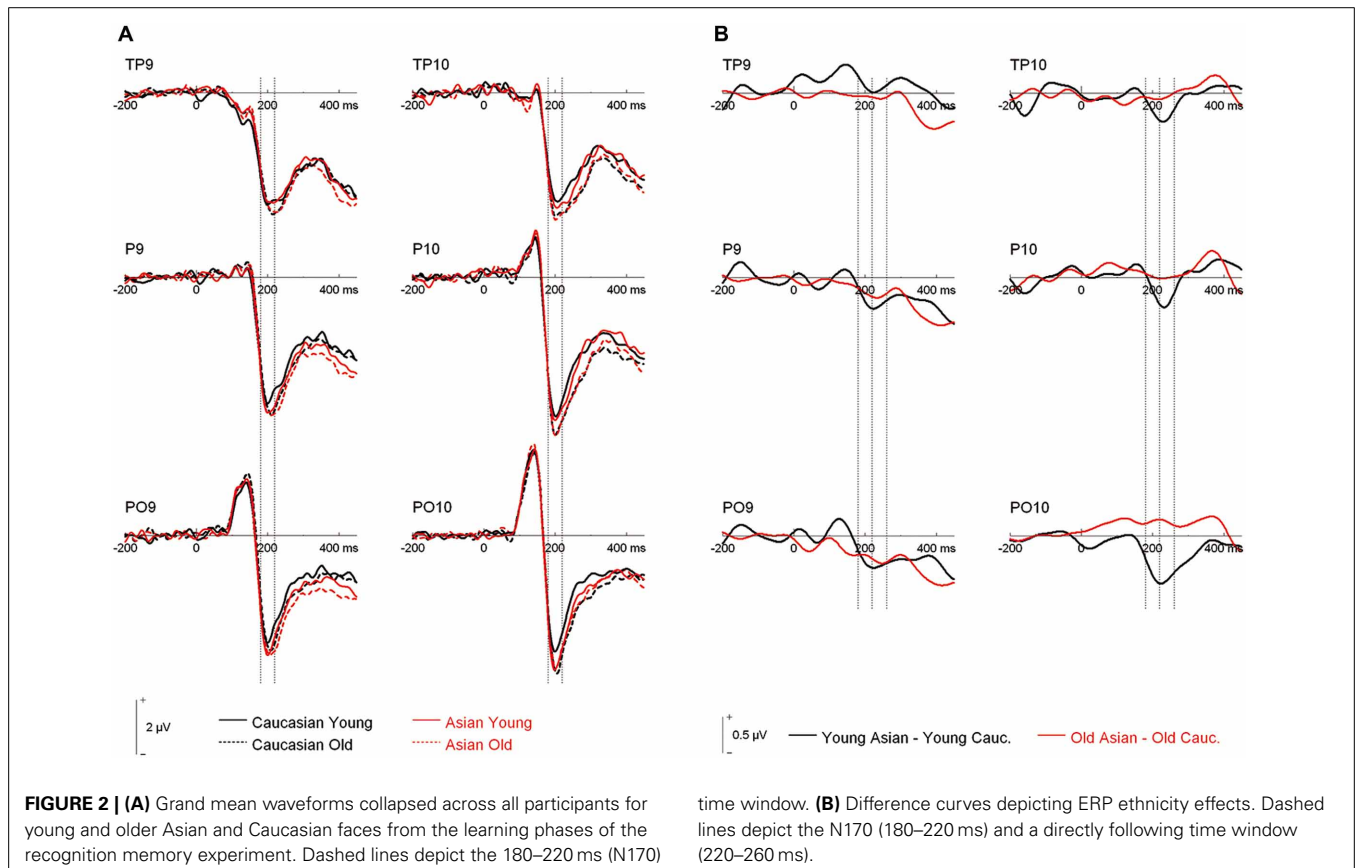 A
B
TP9
TP10
TP9
TP10
-200 0 200 400 ms
-200 0 200 400 ms
-200 0 200 400 ms
-200 0 200 400 ms
P9
P10
P9
P10
-200 0 200 400 ms
-200 0 200 400 ms
-200 0 200 400 ms
-200 0 200 400 ms
PO9
PO10
PO9
PO10
-200 0 200 400 ms
-200 0 200 400 ms
-200 0 200 400 ms
-200 0 200 400 ms
+
2 µV
–
Caucasian Young
Asian Young
Caucasian Old
Asian Old
+
0.5 µV
–
Young Asian - Young Cauc.
Old Asian - Old Cauc.
FIGURE 2 | (A) Grand mean waveforms collapsed across all participants for
young and older Asian and Caucasian faces from the learning phases of the
recognition memory experiment. Dashed lines depict the 180–220 ms (N170)
time window. (B) Difference curves depicting ERP ethnicity effects. Dashed
lines depict the N170 (180–220 ms) and a directly following time window
(220–260 ms).